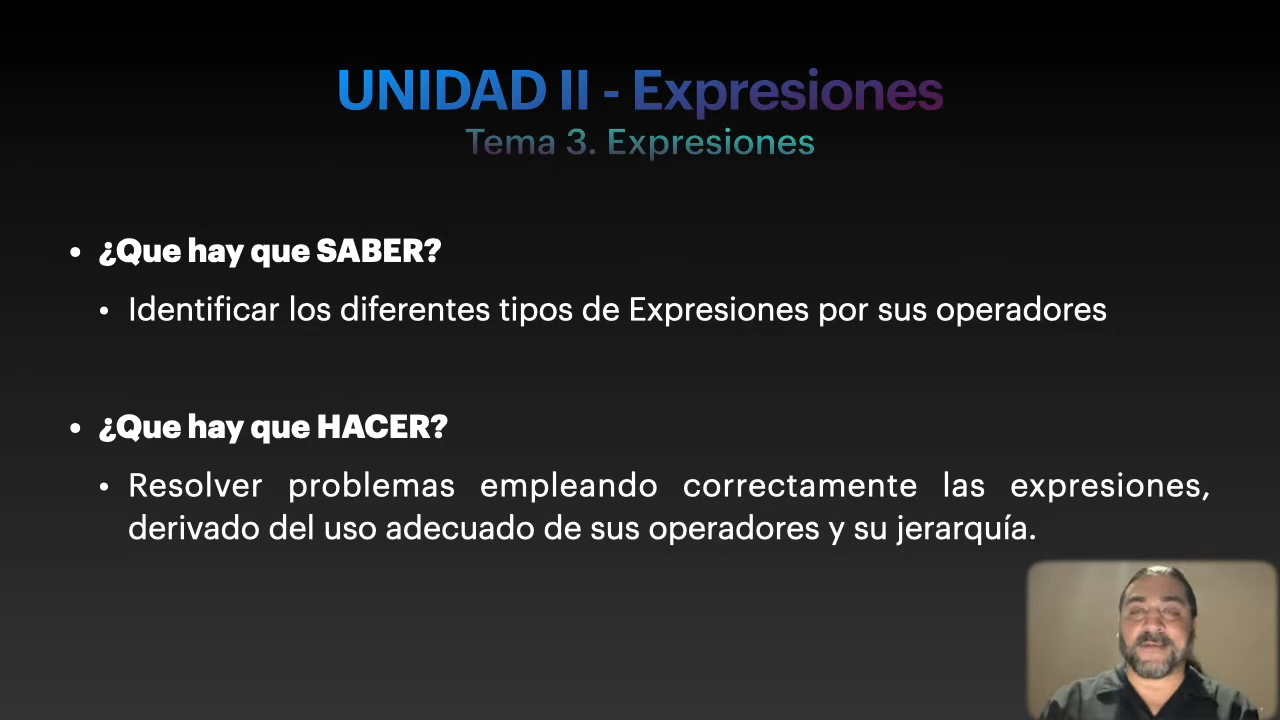 UNIDAD II - Expresiones
Tema 3. Expresiones
• ¿Que hay que SABER?
• Identificar los diferentes tipos de Expresiones por sus operadores
• ¿Que hay que HACER?
• Resolver problemas empleando correctamente las expresiones,
derivado del uso adecuado de sus operadores y su jerarquía.